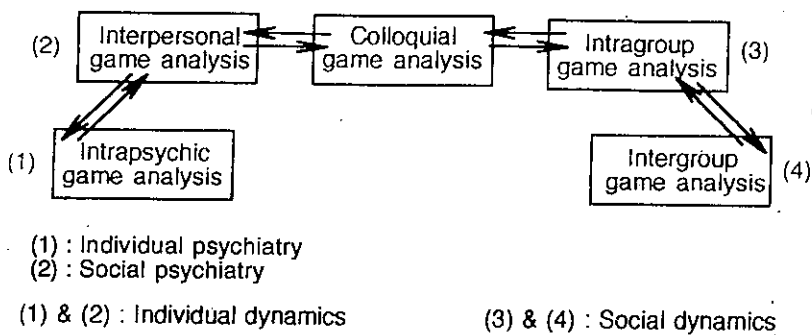 (2)
Interpersonal
game analysis
Colloquial
game analysis
Intragroup
game analysis
(3)
(1)
Intrapsychic
game analysis
Intergroup
game analysis
(4)
(1) : Individual psychiatry
(2) : Social psychiatry
(1) & (2) : Individual dynamics
(3) & (4) : Social dynamics